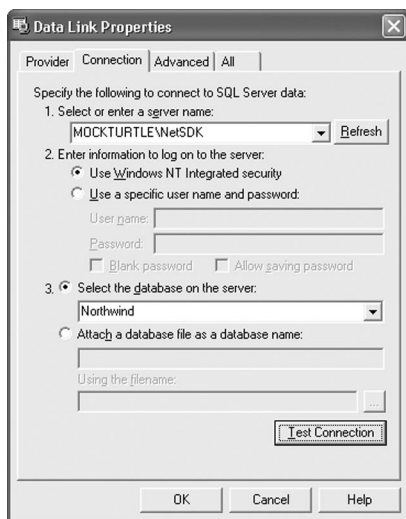 Data Link Properties
Provider Connection Advanced All
Specify the following to connect to SQL Server data:
1. Select or enter a server name:
MOCKTURTLE\NetSDK Refresh
2. Enter information to log on to the server:
Use Windows NT Integrated security
Use a specific user name and password:
User name:
Password:
Blank password Allow saving password
3. Select the database on the server:
Northwind
Attach a database file as a database name:
Using the filename:
...
Test Connection
OK Cancel Help